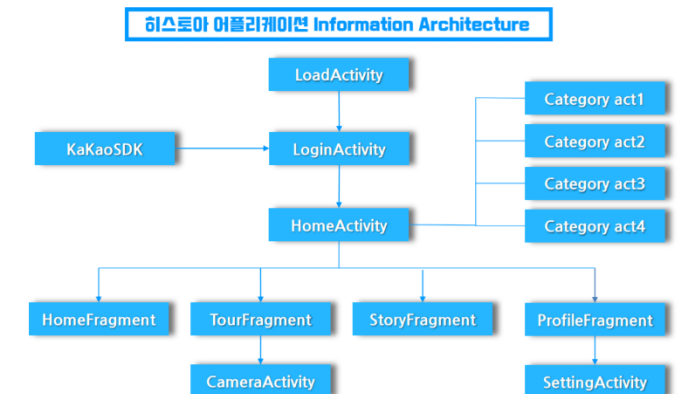 히스토아 어플리케이션 Information Architecture
LoadActivity
Category act1
KaKaoSDK
LoginActivity
Category act2
Category act3
HomeActivity
Category act4
HomeFragment
TourFragment
StoryFragment
ProfileFragment
CameraActivity
SettingActivity